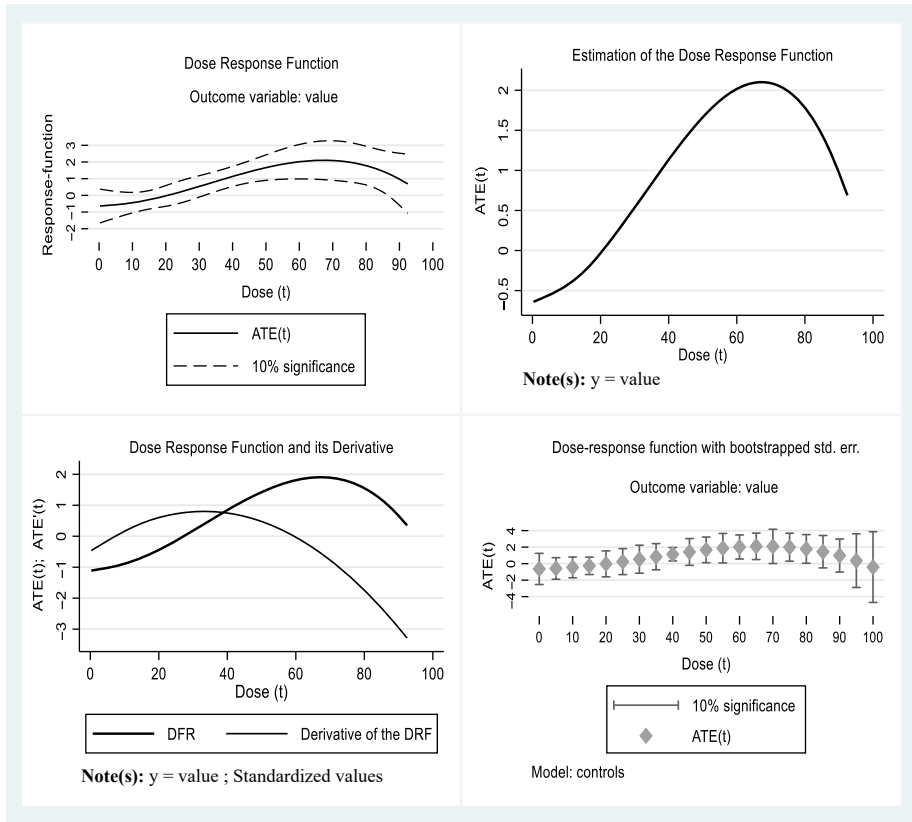 Dose Response Function
Outcome variable: value
Response-function
3
2
1
0
−1
−2
0 10 20 30 40 50 60 70 80 90 100
Dose (t)
ATE(t)
10% significance
Estimation of the Dose Response Function
ATE(t)
2
1.5
1
0.5
0
−0.5
0 20 40 60 80 100
Dose (t)
Note(s): y = value
Dose Response Function and its Derivative
ATE(t); ATE'(t)
2
1
0
−1
−2
−3
0 20 40 60 80 100
Dose (t)
DFR Derivative of the DRF
Note(s): y = value ; Standardized values
Dose-response function with bootstrapped std. err.
Outcome variable: value
ATE(t)
4
2
0
−2
−4
0 10 20 30 40 50 60 70 80 90 100
Dose (t)
10% significance
ATE(t)
Model: controls